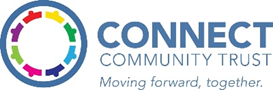 CONNECT
COMMUNITY TRUST
Moving forward, together.